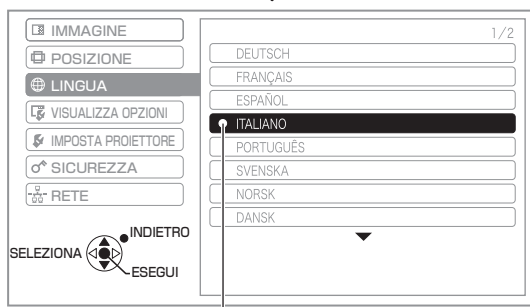 IMMAGINE
POSIZIONE
LINGUA
VISUALIZZA OPZIONI
IMPOSTA PROIETTORE
SICUREZZA
RETE
INDIETRO
SELEZIONA
ESEGUI
1/2
DEUTSCH
FRANÇAIS
ESPAÑOL
ITALIANO
PORTUGUÊS
SVENSKA
NORSK
DANSK